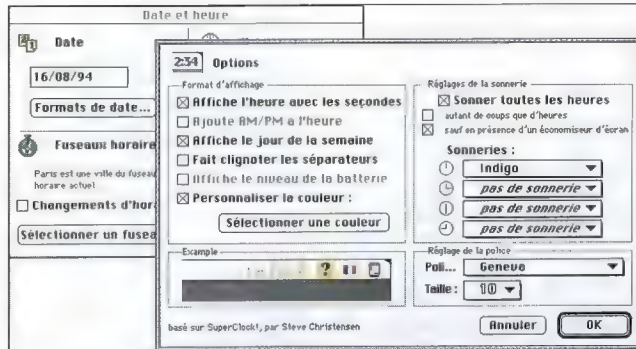 Date et heure
Date
16/08/94
Formats de date...
Fuseaux horaire
Paris est une ville du fuseau
horaire actuel
Changements d'hor
Sélectionner un fusea
2:34 Options
Format d'affichage
Affiche l'heure avec les secondes
Ajoute AM/PM à l'heure
Affiche le jour de la semaine
Fait clignoter les séparateurs
Affiche le niveau de la batterie
Personnaliser la couleur :
Sélectionner une couleur
Example
basé sur SuperClock!, par Steve Christensen
Réglages de la sonnerie
Sonner toutes les heures
autant de coups que d'heures
sauf en présence d'un économiseur d'écran
Sonneries :
Indigo
pas de sonnerie
pas de sonnerie
pas de sonnerie
Réglage de la police
Poli... Geneva
Taille : 10
Annuler OK